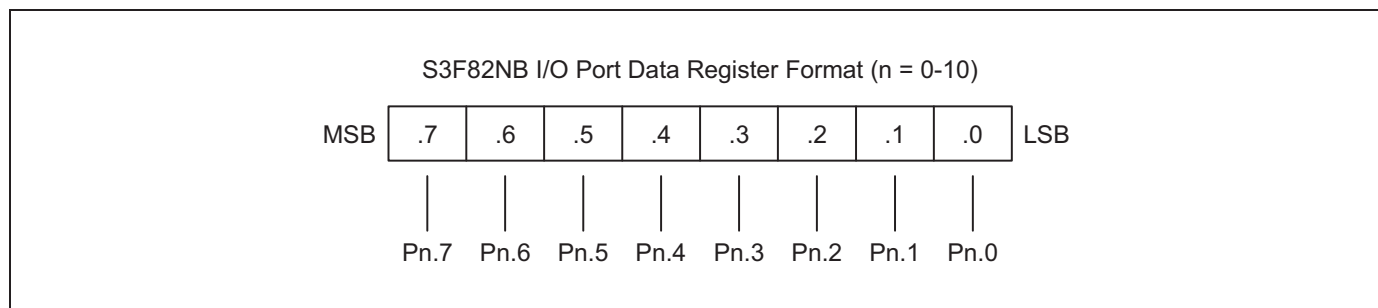 S3F82NB I/O Port Data Register Format (n = 0-10)
MSB .7 .6 .5 .4 .3 .2 .1 .0 LSB
Pn.7 Pn.6 Pn.5 Pn.4 Pn.3 Pn.2 Pn.1 Pn.0